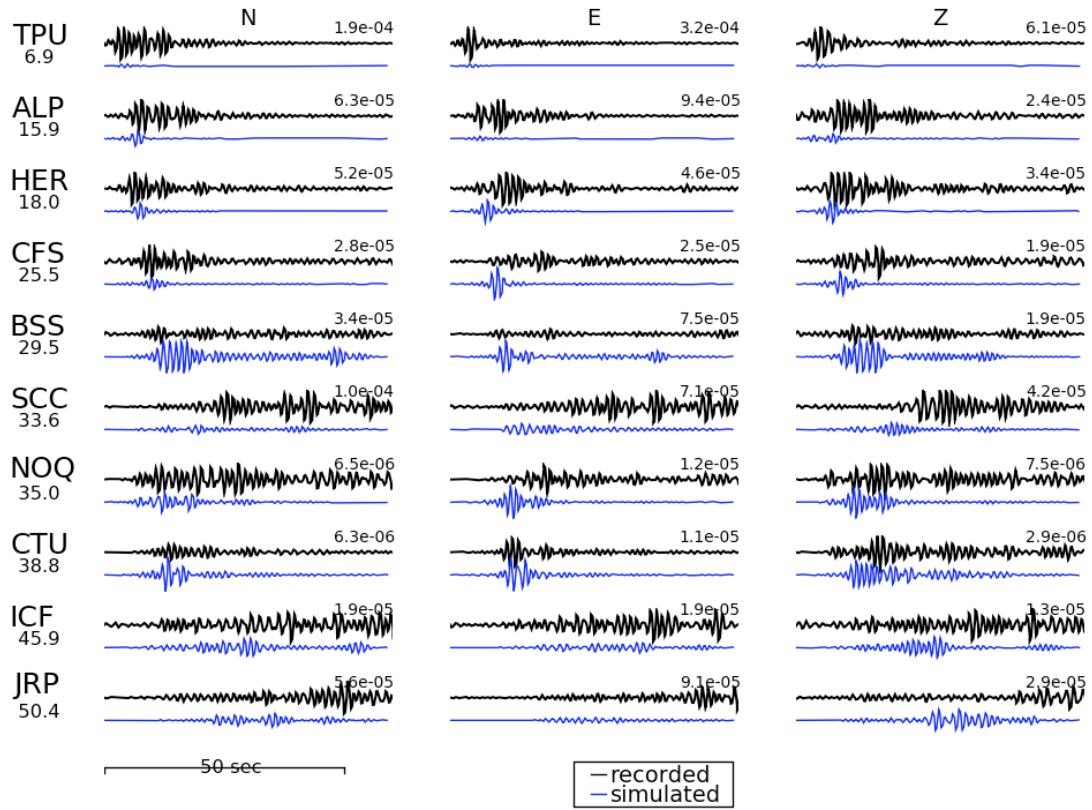 N E Z
TPU 1.9e-04 3.2e-04 6.1e-05
6.9
ALP 6.3e-05 9.4e-05 2.4e-05
15.9
HER 5.2e-05 4.6e-05 3.4e-05
18.0
CFS 2.8e-05 2.5e-05 1.9e-05
25.5
BSS 3.4e-05 7.5e-05 1.9e-05
29.5
SCC 1.0e-04 7.1e-05 4.2e-05
33.6
NOQ 6.5e-06 1.2e-05 7.5e-06
35.0
CTU 6.3e-06 1.1e-05 2.9e-06
38.8
ICF 1.9e-05 1.9e-05 1.3e-05
45.9
JRP 5.6e-05 9.1e-05 2.9e-05
50.4
50 sec
recorded
simulated